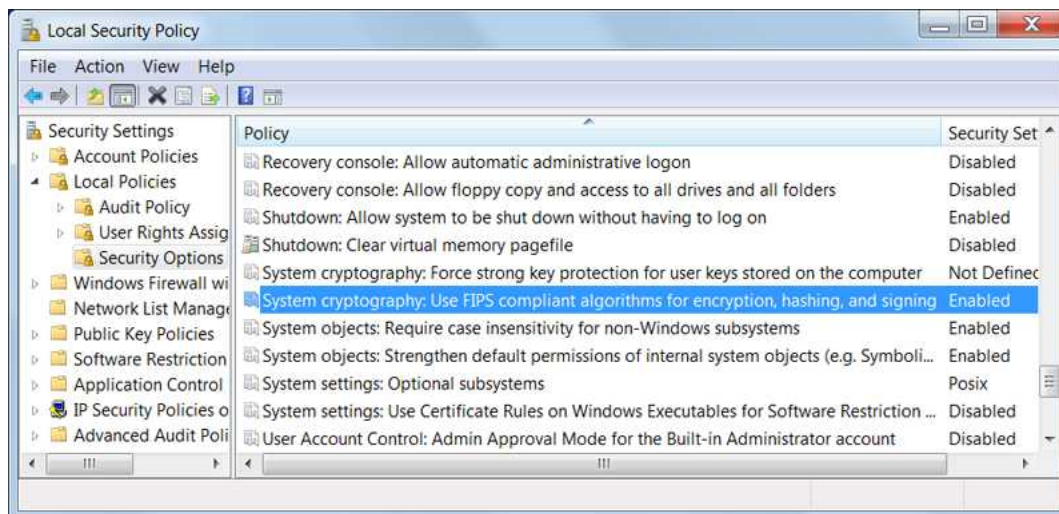 Local Security Policy
File Action View Help
Security Settings
Account Policies
Local Policies
Audit Policy
User Rights Assig
Security Options
Windows Firewall wi
Network List Manage
Public Key Policies
Software Restriction
Application Control
IP Security Policies o
Advanced Audit Poli
Policy Security Set
Recovery console: Allow automatic administrative logon Disabled
Recovery console: Allow floppy copy and access to all drives and all folders Disabled
Shutdown: Allow system to be shut down without having to log on Enabled
Shutdown: Clear virtual memory pagefile Disabled
System cryptography: Force strong key protection for user keys stored on the computer Not Defined
System cryptography: Use FIPS compliant algorithms for encryption, hashing, and signing Enabled
System objects: Require case insensitivity for non-Windows subsystems Enabled
System objects: Strengthen default permissions of internal system objects (e.g. Symboli... Enabled
System settings: Optional subsystems Posix
System settings: Use Certificate Rules on Windows Executables for Software Restriction ... Disabled
User Account Control: Admin Approval Mode for the Built-in Administrator account Disabled